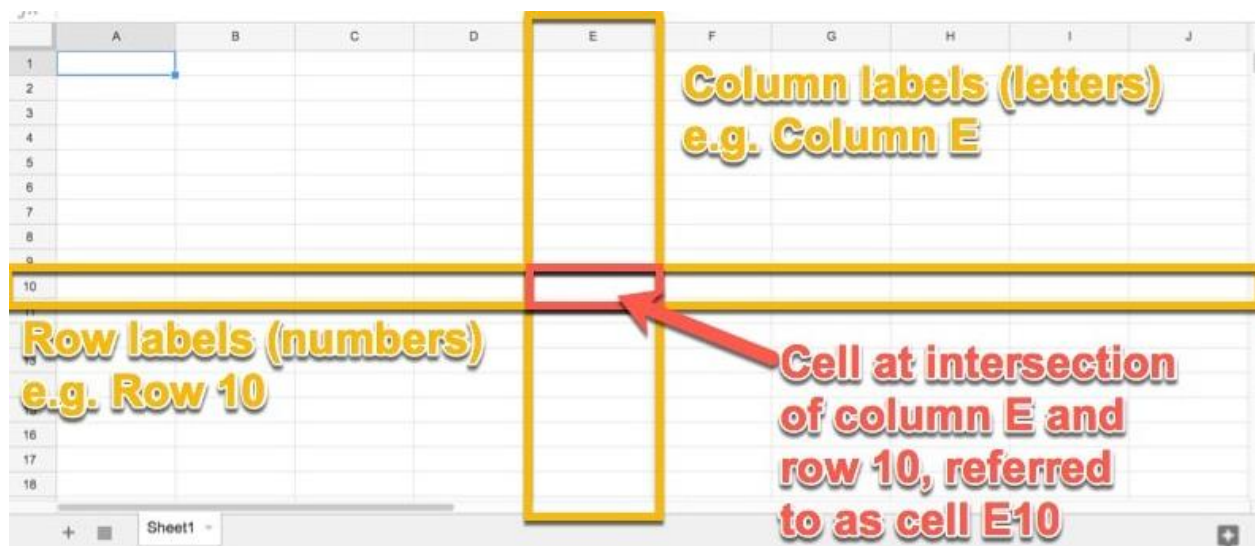 A B C D E F G H I J
1
2
3
4
5
6
7
8
9
10
16
17
18
Column labels (letters)
e.g. Column E
Row labels (numbers)
e.g. Row 10
Cell at intersection
of column E and
row 10, referred
to as cell E10
Sheet1